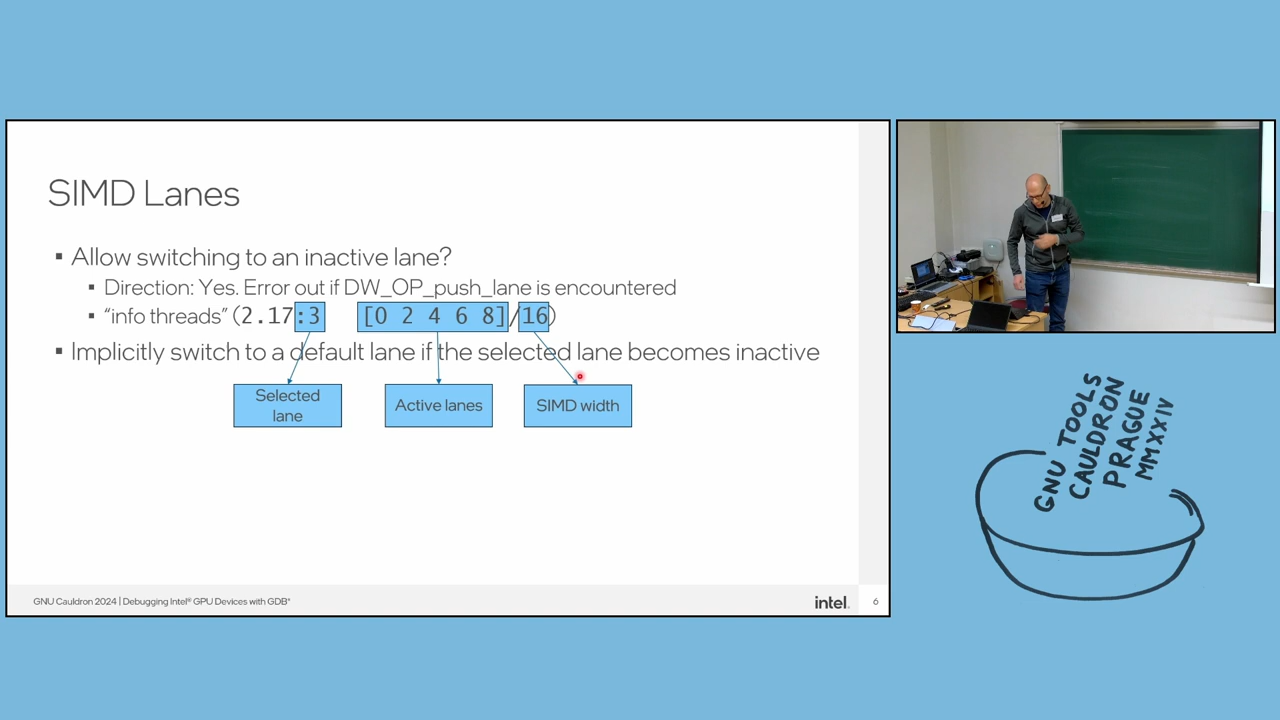 SIMD Lanes
▪ Allow switching to an inactive lane?
▪ Direction: Yes. Error out if DW_OP_push_lane is encountered
▪ “info threads” (2.17:3 [0 2 4 6 8]/16)
▪ Implicitly switch to a default lane if the selected lane becomes inactive
Selected
lane
Active lanes
SIMD width
GNU Cauldron 2024 | Debugging Intel® GPU Devices with GDB*
intel.
6
GNU TOOLS
CAULDRON
PRAGUE
MMXXIV